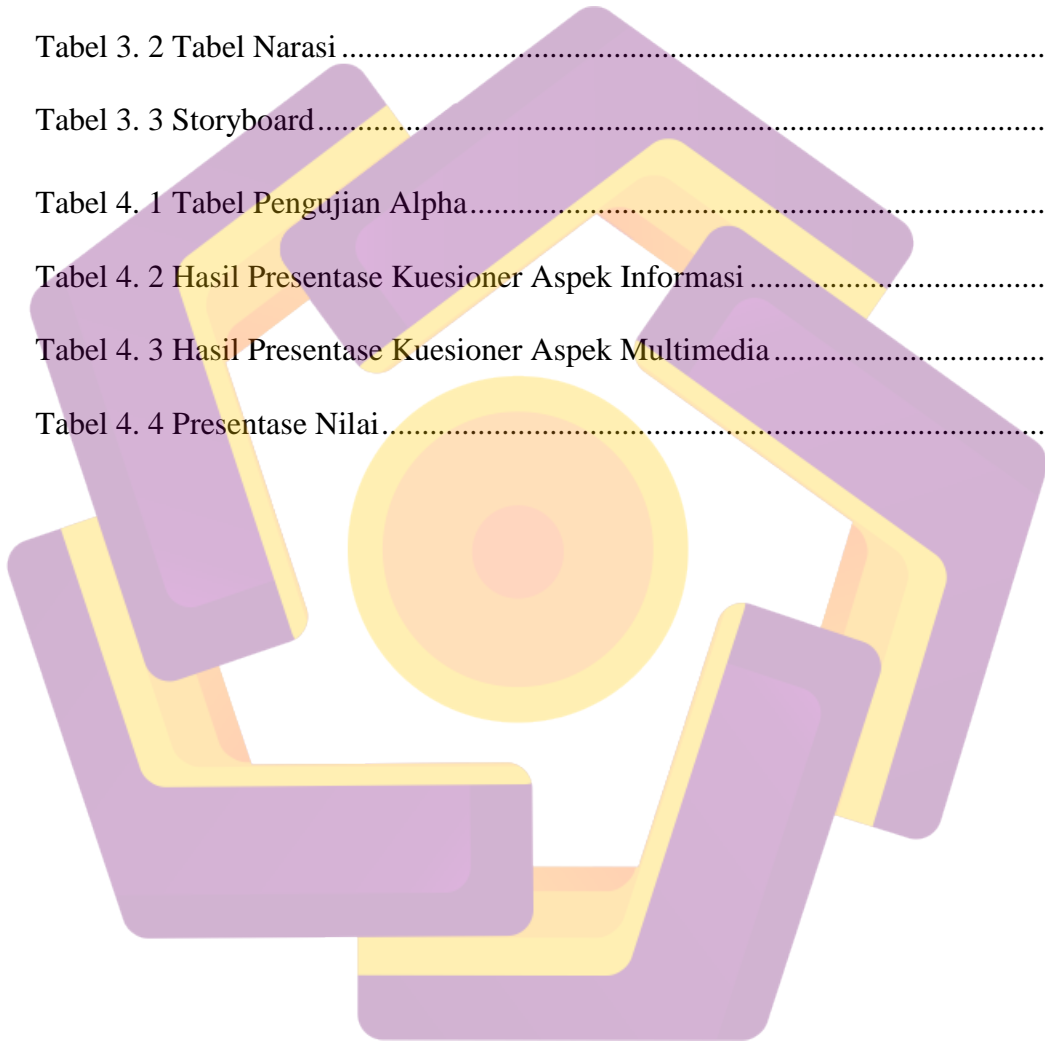 Tabel 3. 2 Tabel Narasi........................................................................................
Tabel 3. 3 Storyboard...........................................................................................
Tabel 4. 1 Tabel Pengujian Alpha........................................................................
Tabel 4. 2 Hasil Presentase Kuesioner Aspek Informasi.....................................
Tabel 4. 3 Hasil Presentase Kuesioner Aspek Multimedia..................................
Tabel 4. 4 Presentase Nilai...................................................................................